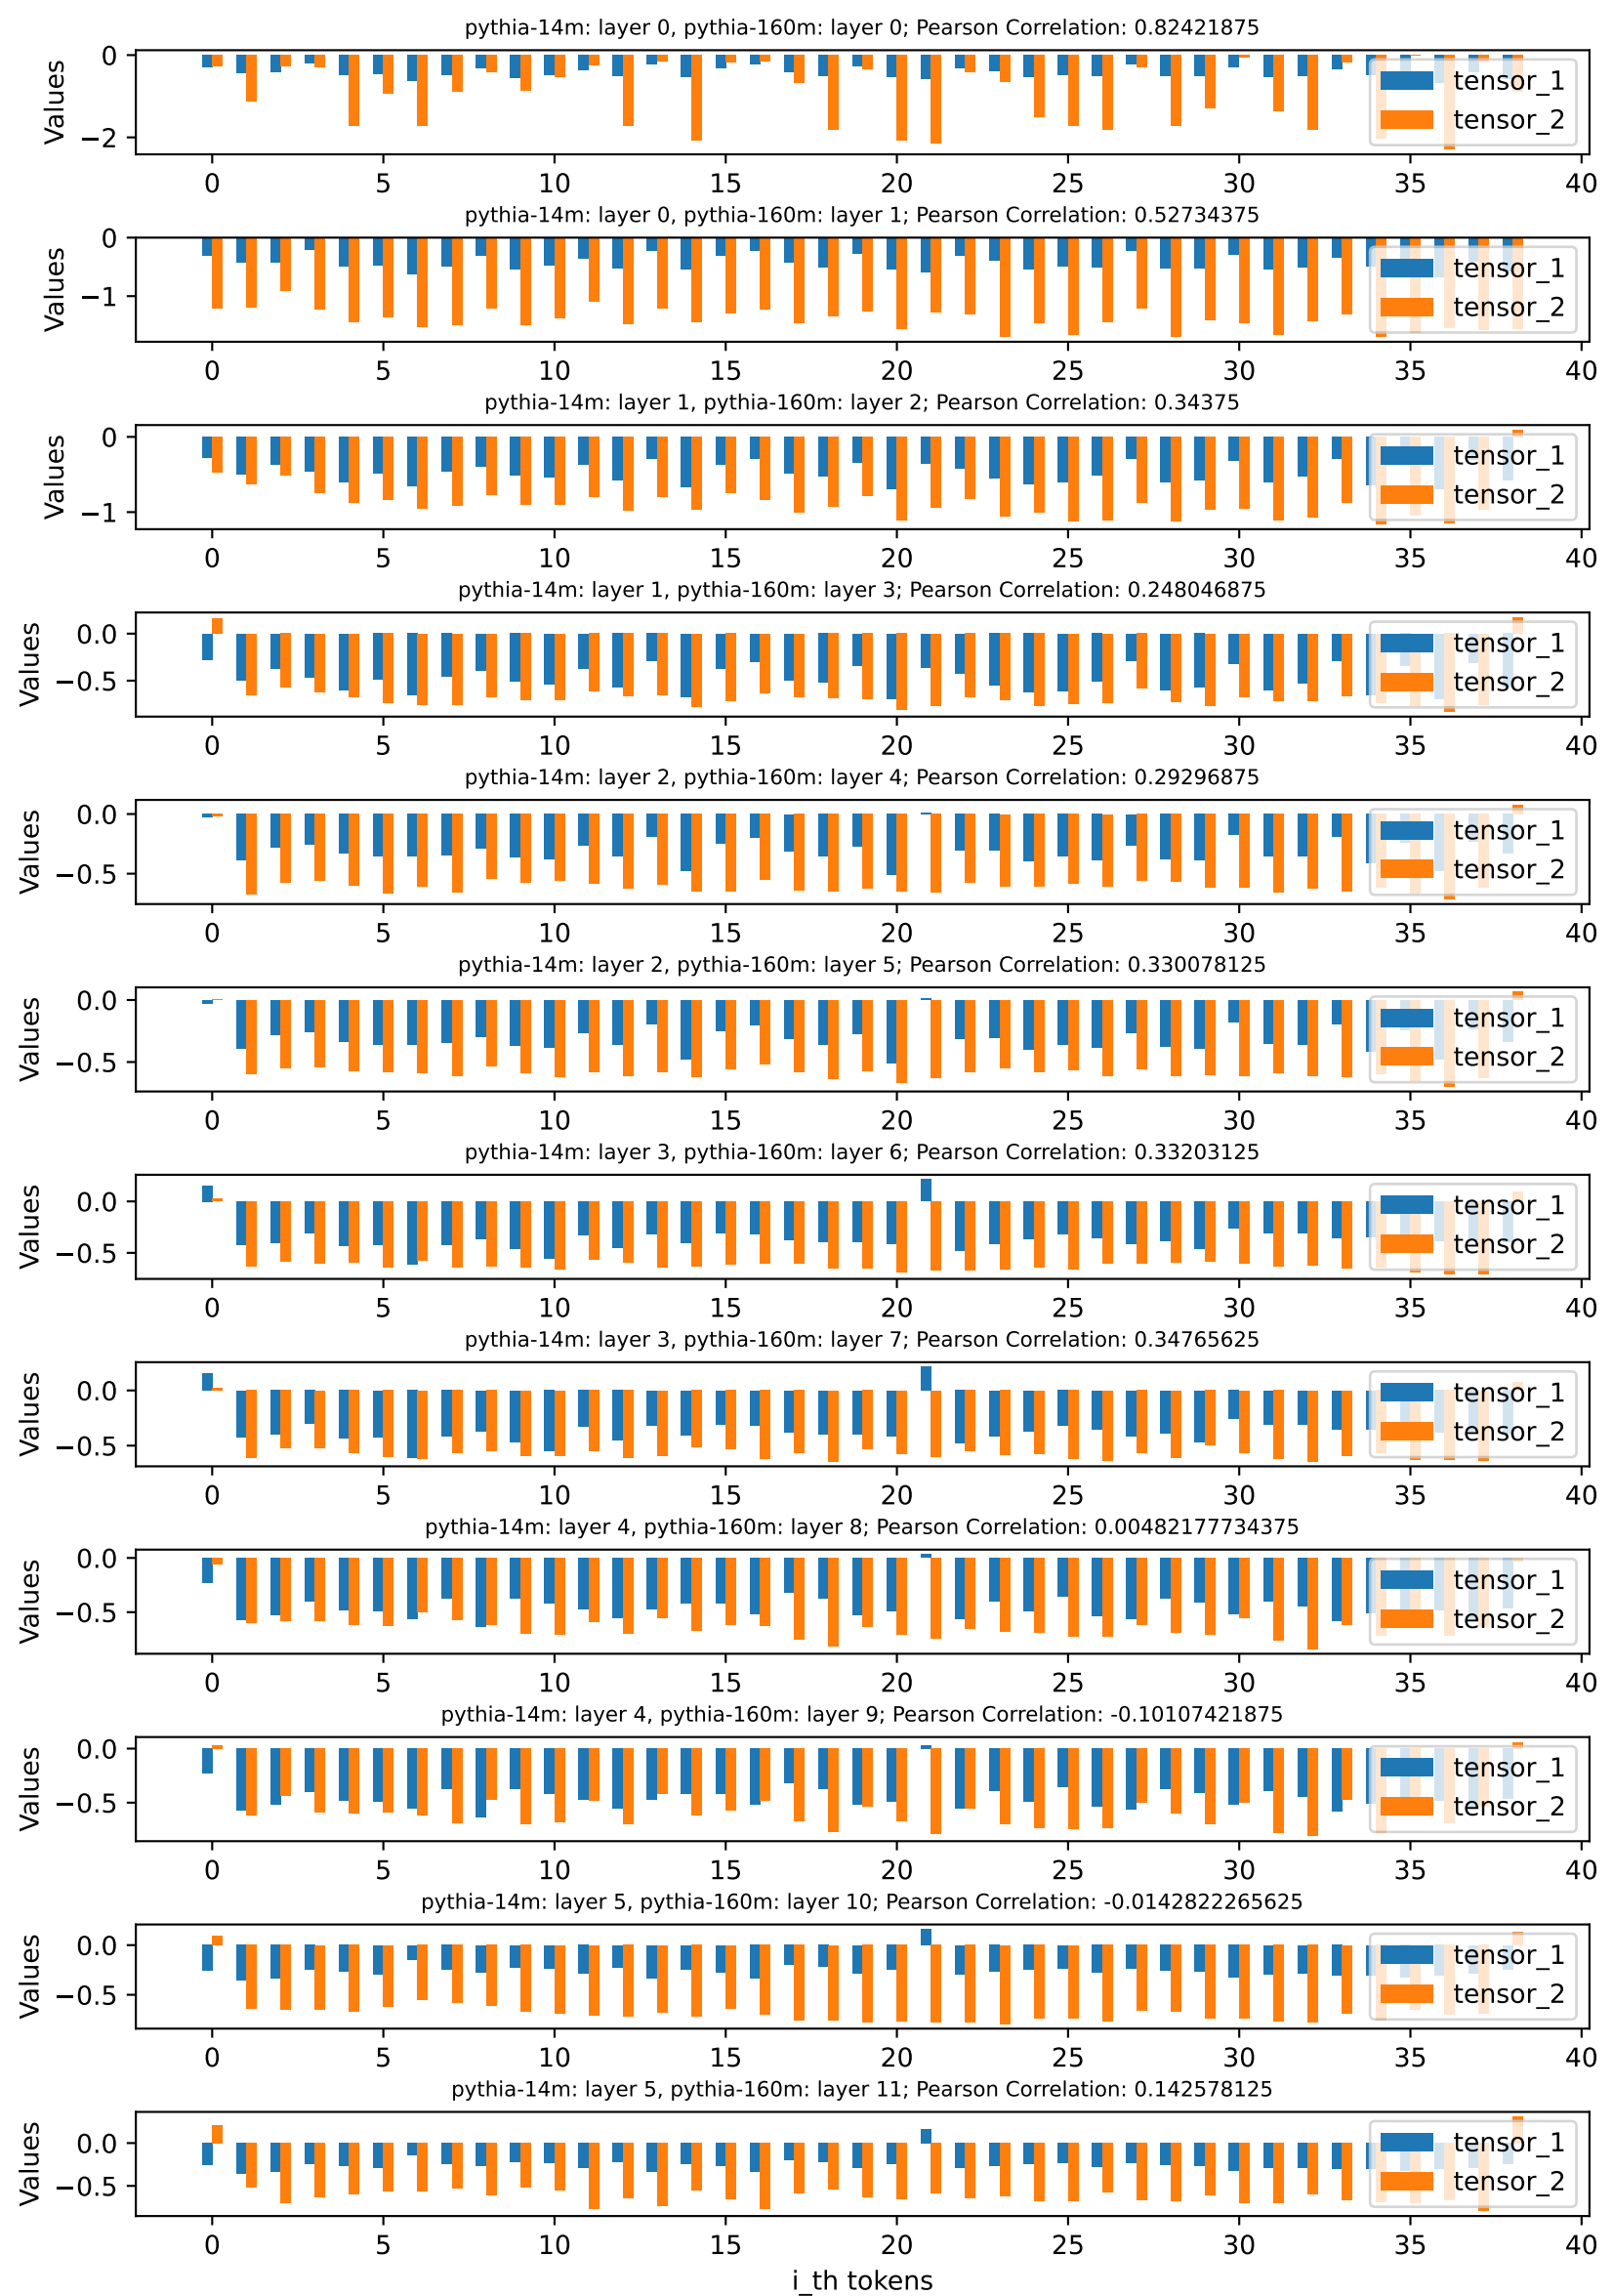 pythia-14m: layer 0, pythia-160m: layer 0; Pearson Correlation: 0.82421875
Values
0
−2
tensor_1
tensor_2
0 5 10 15 20 25 30 35 40
pythia-14m: layer 0, pythia-160m: layer 1; Pearson Correlation: 0.52734375
Values
0
−1
tensor_1
tensor_2
0 5 10 15 20 25 30 35 40
pythia-14m: layer 1, pythia-160m: layer 2; Pearson Correlation: 0.34375
Values
0
−1
tensor_1
tensor_2
0 5 10 15 20 25 30 35 40
pythia-14m: layer 1, pythia-160m: layer 3; Pearson Correlation: 0.248046875
Values
0.0
−0.5
tensor_1
tensor_2
0 5 10 15 20 25 30 35 40
pythia-14m: layer 2, pythia-160m: layer 4; Pearson Correlation: 0.29296875
Values
0.0
−0.5
tensor_1
tensor_2
0 5 10 15 20 25 30 35 40
pythia-14m: layer 2, pythia-160m: layer 5; Pearson Correlation: 0.330078125
Values
0.0
−0.5
tensor_1
tensor_2
0 5 10 15 20 25 30 35 40
pythia-14m: layer 3, pythia-160m: layer 6; Pearson Correlation: 0.33203125
Values
0.0
−0.5
tensor_1
tensor_2
0 5 10 15 20 25 30 35 40
pythia-14m: layer 3, pythia-160m: layer 7; Pearson Correlation: 0.34765625
Values
0.0
−0.5
tensor_1
tensor_2
0 5 10 15 20 25 30 35 40
pythia-14m: layer 4, pythia-160m: layer 8; Pearson Correlation: 0.00482177734375
Values
0.0
−0.5
tensor_1
tensor_2
0 5 10 15 20 25 30 35 40
pythia-14m: layer 4, pythia-160m: layer 9; Pearson Correlation: -0.10107421875
Values
0.0
−0.5
tensor_1
tensor_2
0 5 10 15 20 25 30 35 40
pythia-14m: layer 5, pythia-160m: layer 10; Pearson Correlation: -0.0142822265625
Values
0.0
−0.5
tensor_1
tensor_2
0 5 10 15 20 25 30 35 40
pythia-14m: layer 5, pythia-160m: layer 11; Pearson Correlation: 0.142578125
Values
0.0
−0.5
tensor_1
tensor_2
0 5 10 15 20 25 30 35 40
i_th tokens